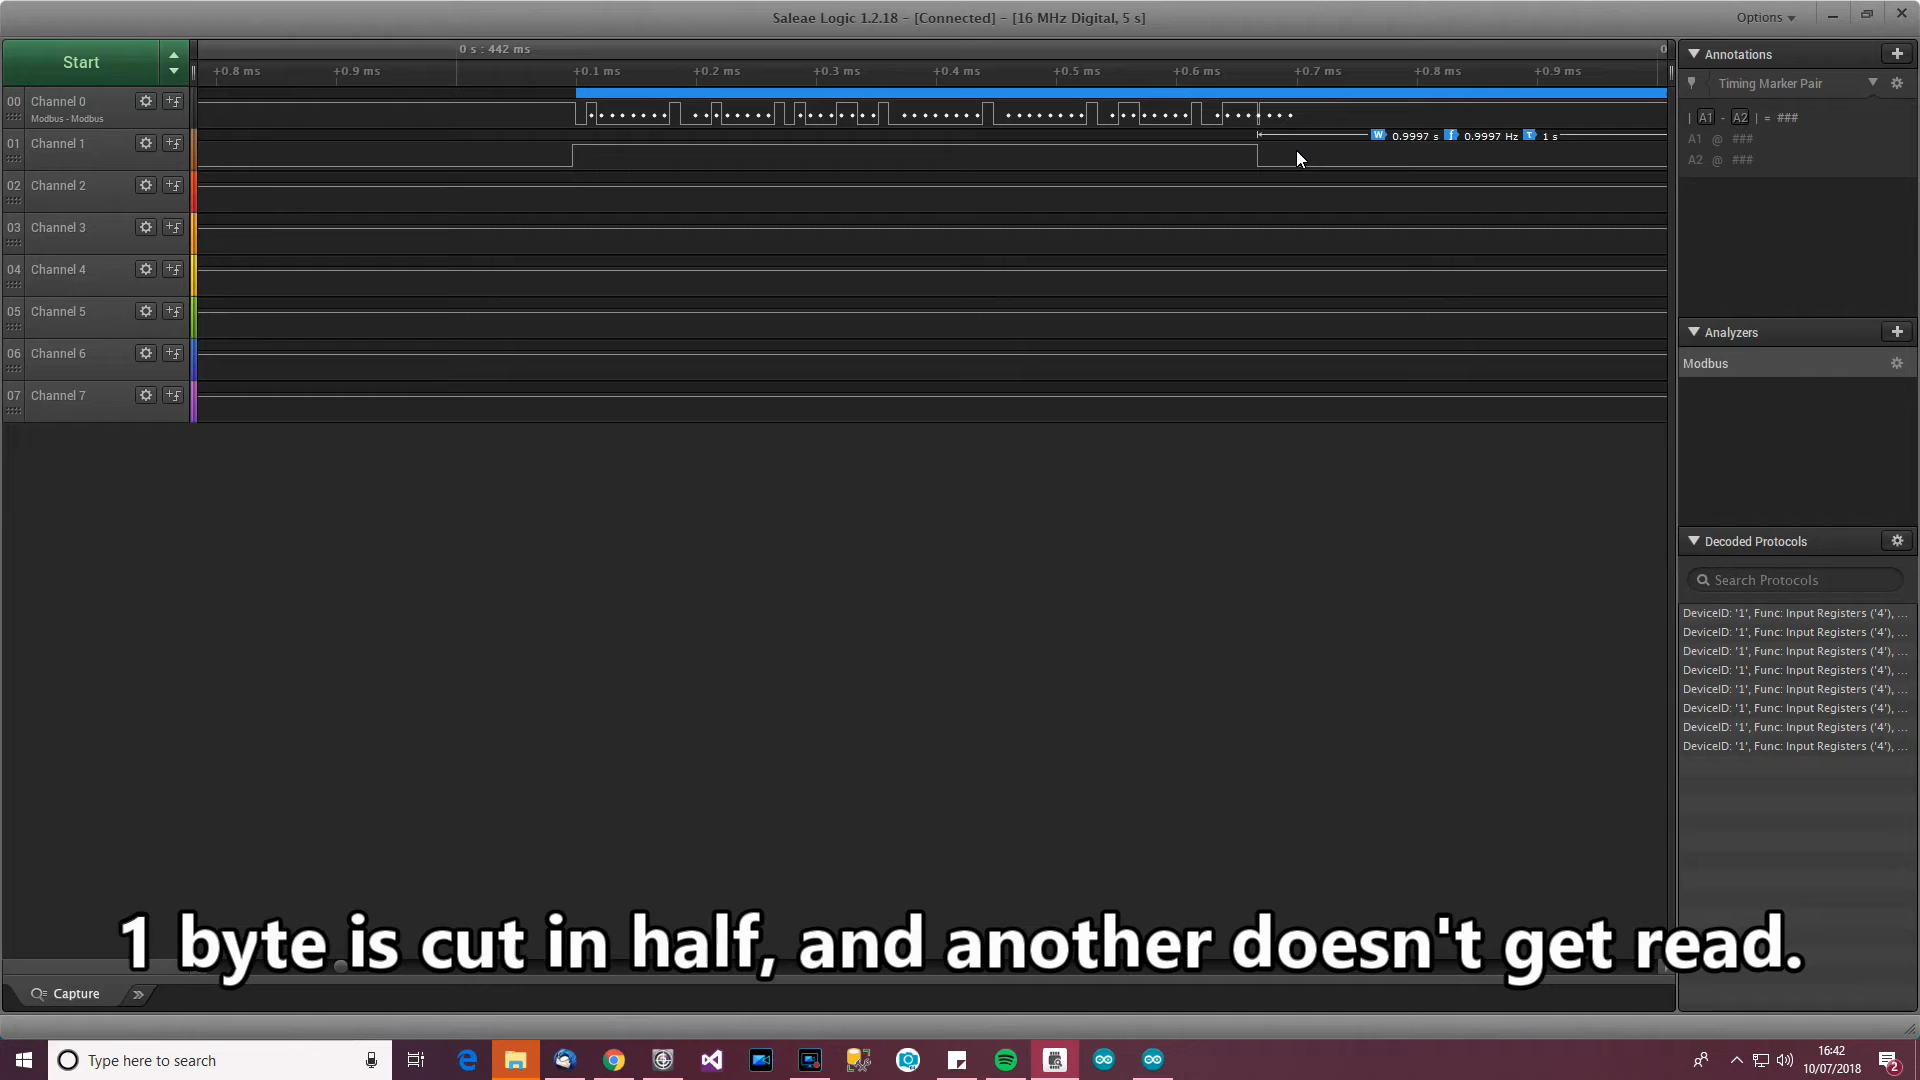 Saleae Logic 1.2.18 - [Connected] - [16 MHz Digital, 5 s]
Options
Start
0 s : 442 ms
0
+0.8 ms
+0.9 ms
+0.1 ms
+0.2 ms
+0.3 ms
+0.4 ms
+0.5 ms
+0.6 ms
+0.7 ms
+0.8 ms
+0.9 ms
00
Channel 0
Modbus - Modbus
01
Channel 1
W 0.9997 s f 0.9997 Hz T 1 s
02
Channel 2
03
Channel 3
04
Channel 4
05
Channel 5
06
Channel 6
07
Channel 7
Annotations
Timing Marker Pair
| A1 - A2 | = ###
A1 @ ###
A2 @ ###
Analyzers
Modbus
Decoded Protocols
Search Protocols
DeviceID: '1', Func: Input Registers ('4'), ...
DeviceID: '1', Func: Input Registers ('4'), ...
DeviceID: '1', Func: Input Registers ('4'), ...
DeviceID: '1', Func: Input Registers ('4'), ...
DeviceID: '1', Func: Input Registers ('4'), ...
DeviceID: '1', Func: Input Registers ('4'), ...
DeviceID: '1', Func: Input Registers ('4'), ...
DeviceID: '1', Func: Input Registers ('4'), ...
1 byte is cut in half, and another doesn't get read.
Capture
Type here to search
16:42
10/07/2018
2